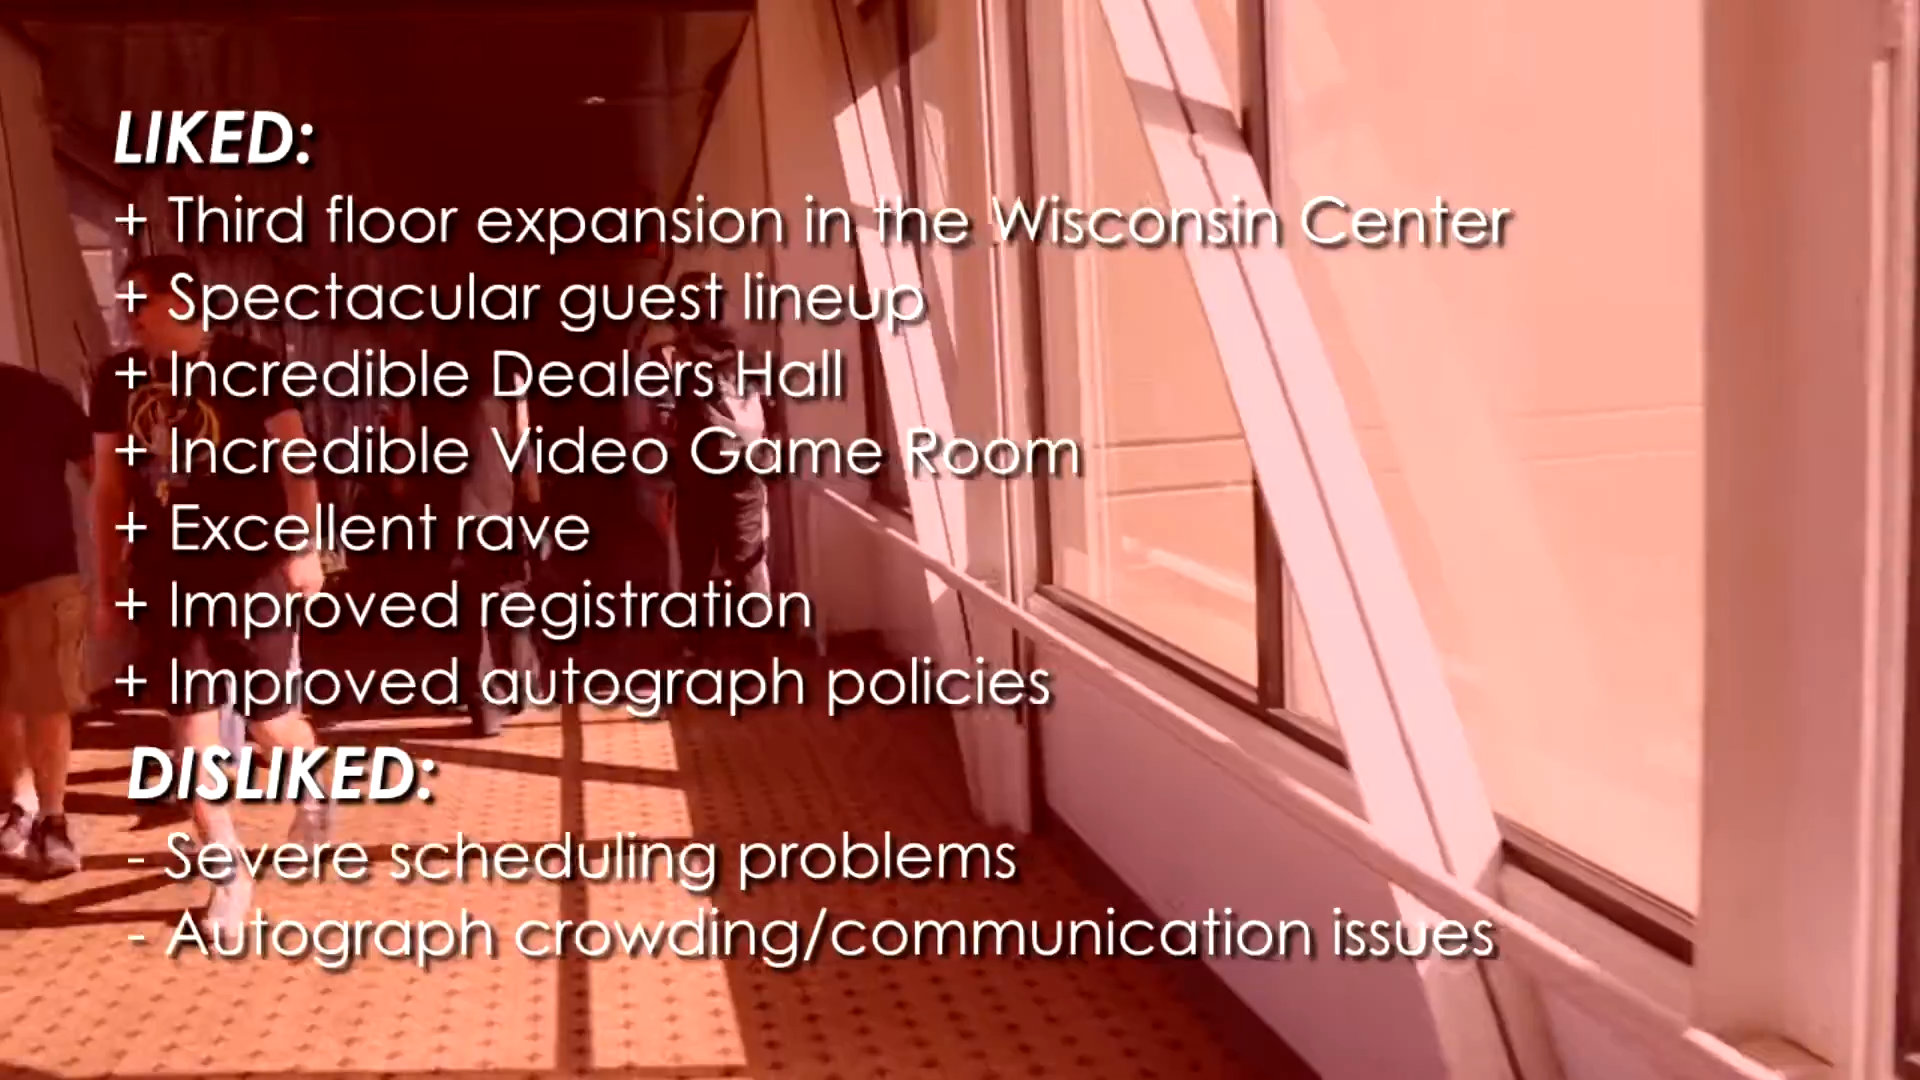 LIKED:
+ Third floor expansion in the Wisconsin Center
+ Spectacular guest lineup
+ Incredible Dealers Hall
+ Incredible Video Game Room
+ Excellent rave
+ Improved registration
+ Improved autograph policies
DISLIKED:
- Severe scheduling problems
- Autograph crowding/communication issues